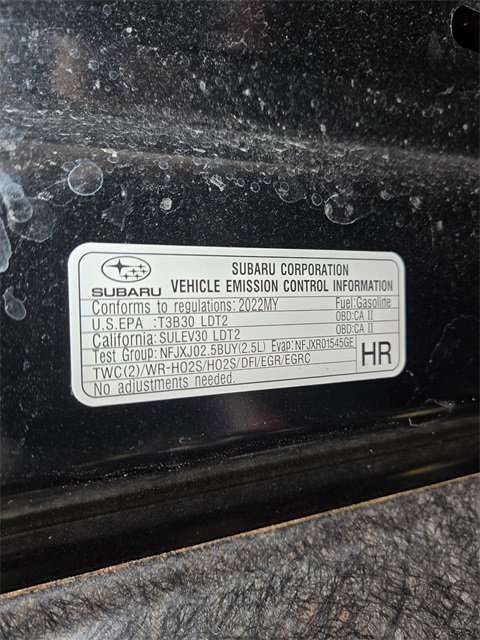 SUBARU
SUBARU CORPORATION
VEHICLE EMISSION CONTROL INFORMATION
Conforms to regulations: 2022MY Fuel:Gasoline
U.S.EPA :T3B30 LDT2 OBD:CA II
California: SULEV30 LDT2 OBD:CA II
Test Group: NFJXJ02.5BUY(2.5L) Evap: NFJXR01545GE
TWC(2)/WR-HO2S/HO2S/DFI/EGR/EGRC
No adjustments needed.
HR